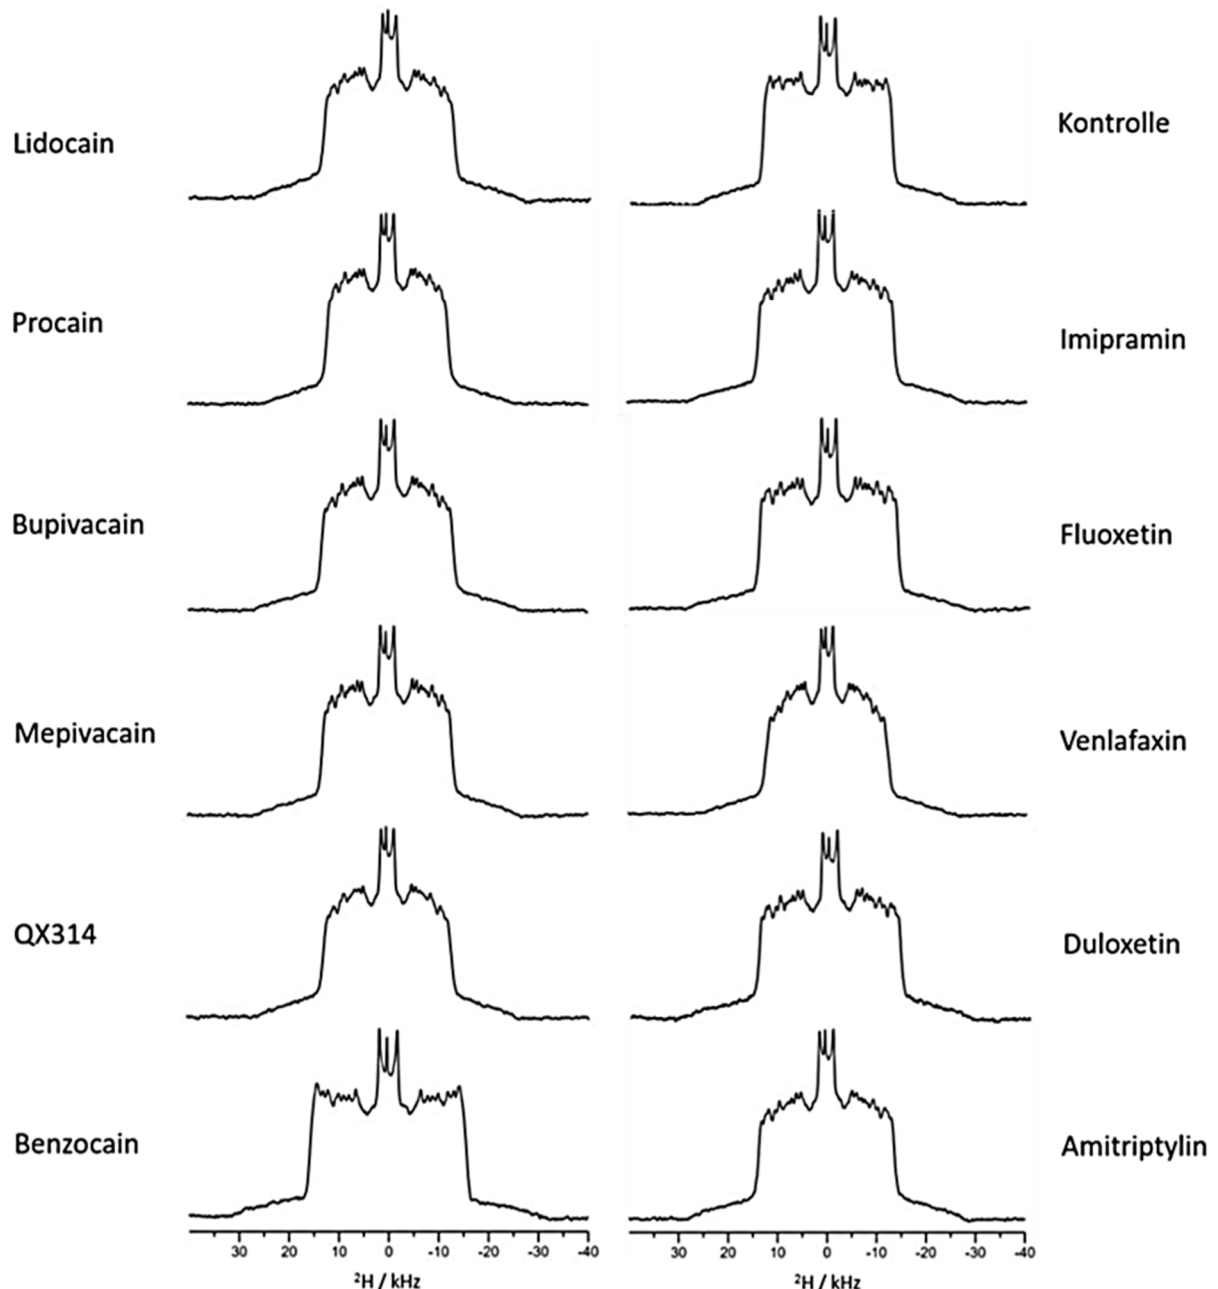 Lidocain
Kontrolle
Procain
Imipramin
Bupivacain
Fluoxetin
Mepivacain
Venlafaxin
QX314
Duloxetin
Benzocain
Amitriptylin
30 20 10 0 -10 -20 -30 -40
30 20 10 0 -10 -20 -30 -40
²H / kHz
²H / kHz